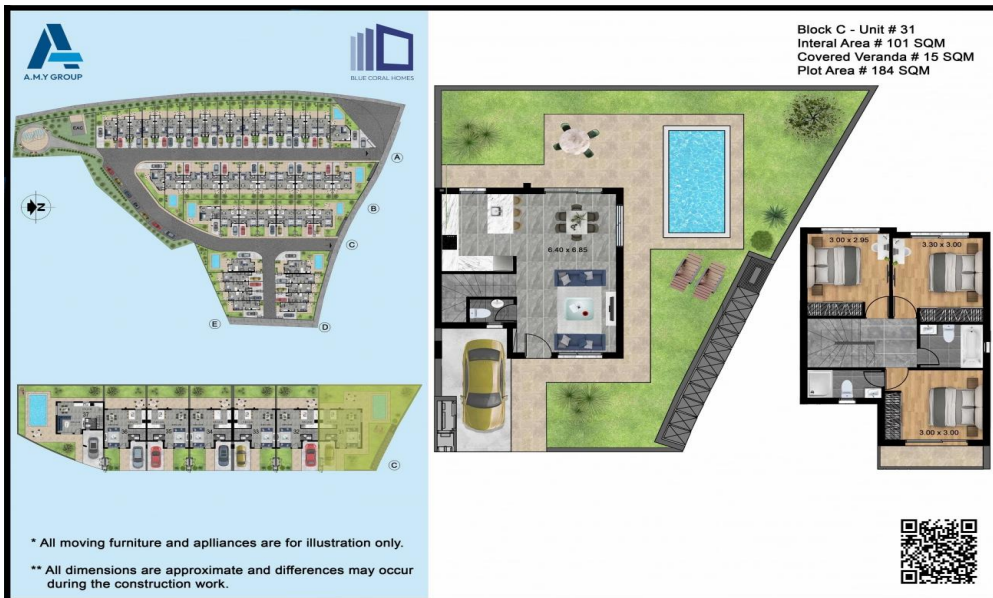 A.M.Y GROUP
BLUE CORAL HOMES
Block C - Unit # 31
Interal Area # 101 SQM
Covered Veranda # 15 SQM
Plot Area # 184 SQM
A
B
C
N
E
D
C
6.40 x 6.85
3.00 x 2.95
3.30 x 3.00
3.00 x 3.00
* All moving furniture and aplliances are for illustration only.
** All dimensions are approximate and differences may occur
during the construction work.